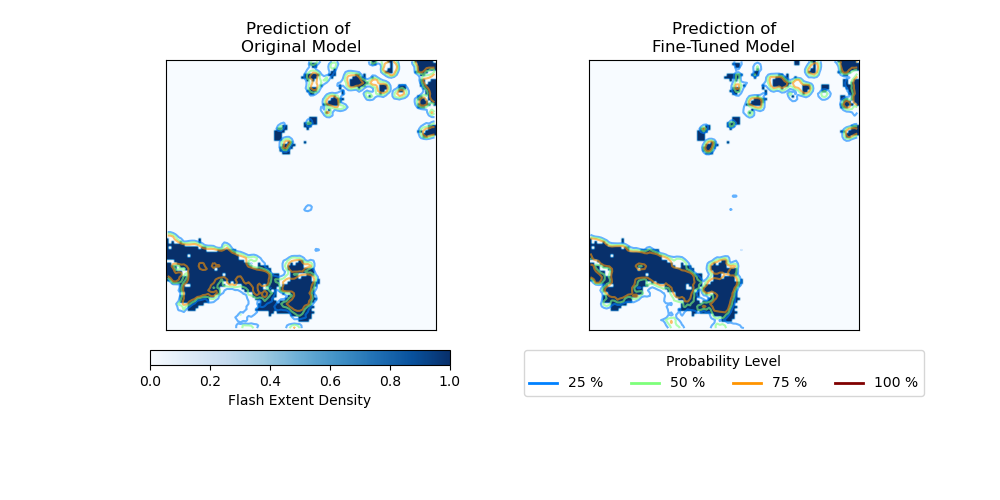 Prediction of
Original Model
Prediction of
Fine-Tuned Model
0.0 0.2 0.4 0.6 0.8 1.0
Flash Extent Density
Probability Level
25 % 50 % 75 % 100 %